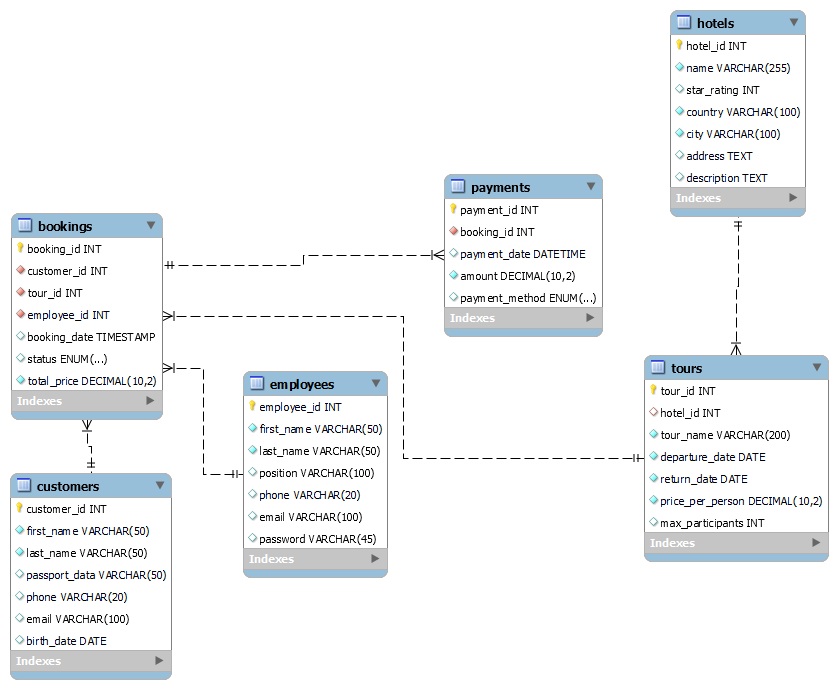 hotels
hotel_id INT
name VARCHAR(255)
star_rating INT
country VARCHAR(100)
city VARCHAR(100)
address TEXT
description TEXT
Indexes
payments
payment_id INT
booking_id INT
payment_date DATETIME
amount DECIMAL(10,2)
payment_method ENUM(...)
Indexes
bookings
booking_id INT
customer_id INT
tour_id INT
employee_id INT
booking_date TIMESTAMP
status ENUM(...)
total_price DECIMAL(10,2)
Indexes
employees
employee_id INT
first_name VARCHAR(50)
last_name VARCHAR(50)
position VARCHAR(100)
phone VARCHAR(20)
email VARCHAR(100)
password VARCHAR(45)
Indexes
tours
tour_id INT
hotel_id INT
tour_name VARCHAR(200)
departure_date DATE
return_date DATE
price_per_person DECIMAL(10,2)
max_participants INT
Indexes
customers
customer_id INT
first_name VARCHAR(50)
last_name VARCHAR(50)
passport_data VARCHAR(50)
phone VARCHAR(20)
email VARCHAR(100)
birth_date DATE
Indexes